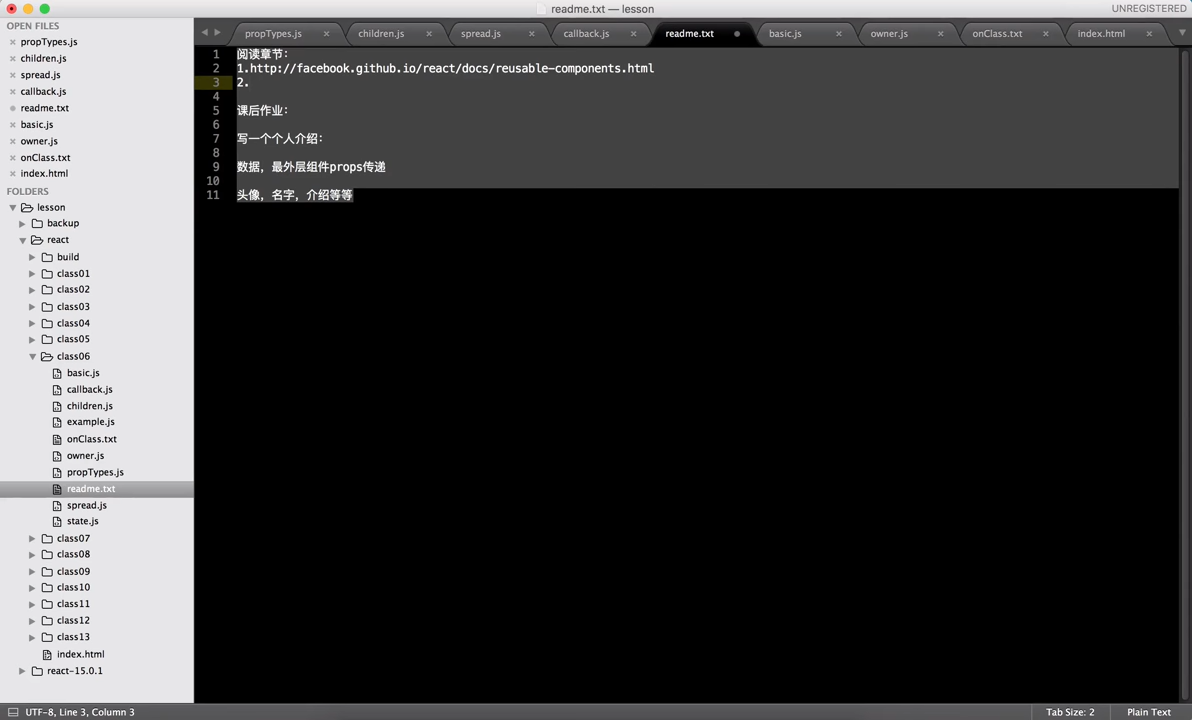 readme.txt — lesson
UNREGISTERED
OPEN FILES
propTypes.js
children.js
spread.js
callback.js
readme.txt
basic.js
owner.js
onClass.txt
index.html
FOLDERS
lesson
backup
react
build
class01
class02
class03
class04
class05
class06
basic.js
callback.js
children.js
example.js
onClass.txt
owner.js
propTypes.js
readme.txt
spread.js
state.js
class07
class08
class09
class10
class11
class12
class13
index.html
react-15.0.1
propTypes.js children.js spread.js callback.js readme.txt basic.js owner.js onClass.txt index.html
1 阅读章节:
2 1.http://facebook.github.io/react/docs/reusable-components.html
3 2.
4
5 课后作业:
6
7 写一个个人介绍:
8
9 数据，最外层组件props传递
10
11 头像，名字，介绍等等
UTF-8, Line 3, Column 3
Tab Size: 2
Plain Text